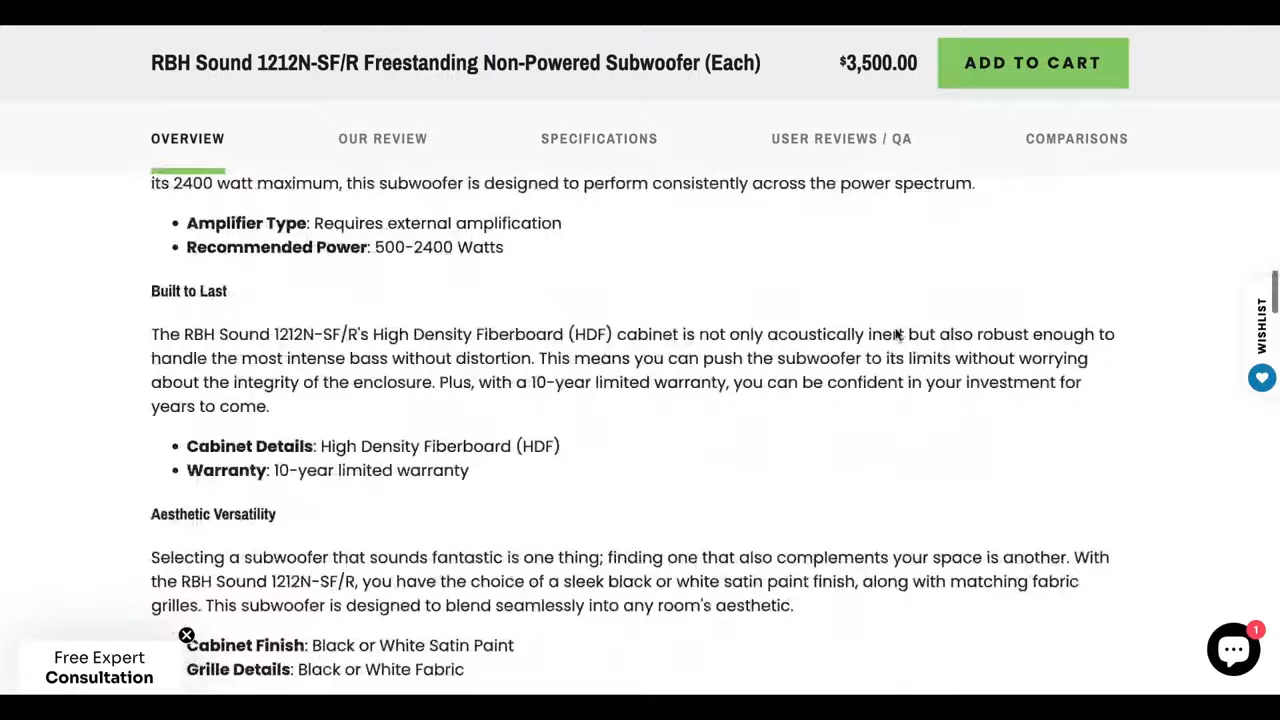 RBH Sound 1212N-SF/R Freestanding Non-Powered Subwoofer (Each)
$3,500.00
ADD TO CART
OVERVIEW
OUR REVIEW
SPECIFICATIONS
USER REVIEWS / QA
COMPARISONS
its 2400 watt maximum, this subwoofer is designed to perform consistently across the power spectrum.
• Amplifier Type: Requires external amplification
• Recommended Power: 500-2400 Watts
Built to Last
The RBH Sound 1212N-SF/R's High Density Fiberboard (HDF) cabinet is not only acoustically inert but also robust enough to
handle the most intense bass without distortion. This means you can push the subwoofer to its limits without worrying
about the integrity of the enclosure. Plus, with a 10-year limited warranty, you can be confident in your investment for
years to come.
• Cabinet Details: High Density Fiberboard (HDF)
• Warranty: 10-year limited warranty
Aesthetic Versatility
Selecting a subwoofer that sounds fantastic is one thing; finding one that also complements your space is another. With
the RBH Sound 1212N-SF/R, you have the choice of a sleek black or white satin paint finish, along with matching fabric
grilles. This subwoofer is designed to blend seamlessly into any room's aesthetic.
Cabinet Finish: Black or White Satin Paint
Grille Details: Black or White Fabric
Free Expert
Consultation
WISHLIST
1